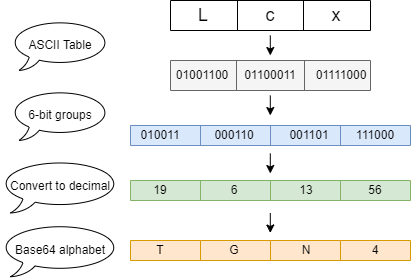 L c x
ASCII Table
01001100 01100011 01111000
6-bit groups
010011 000110 001101 111000
Convert to decimal
19 6 13 56
Base64 alphabet
T G N 4